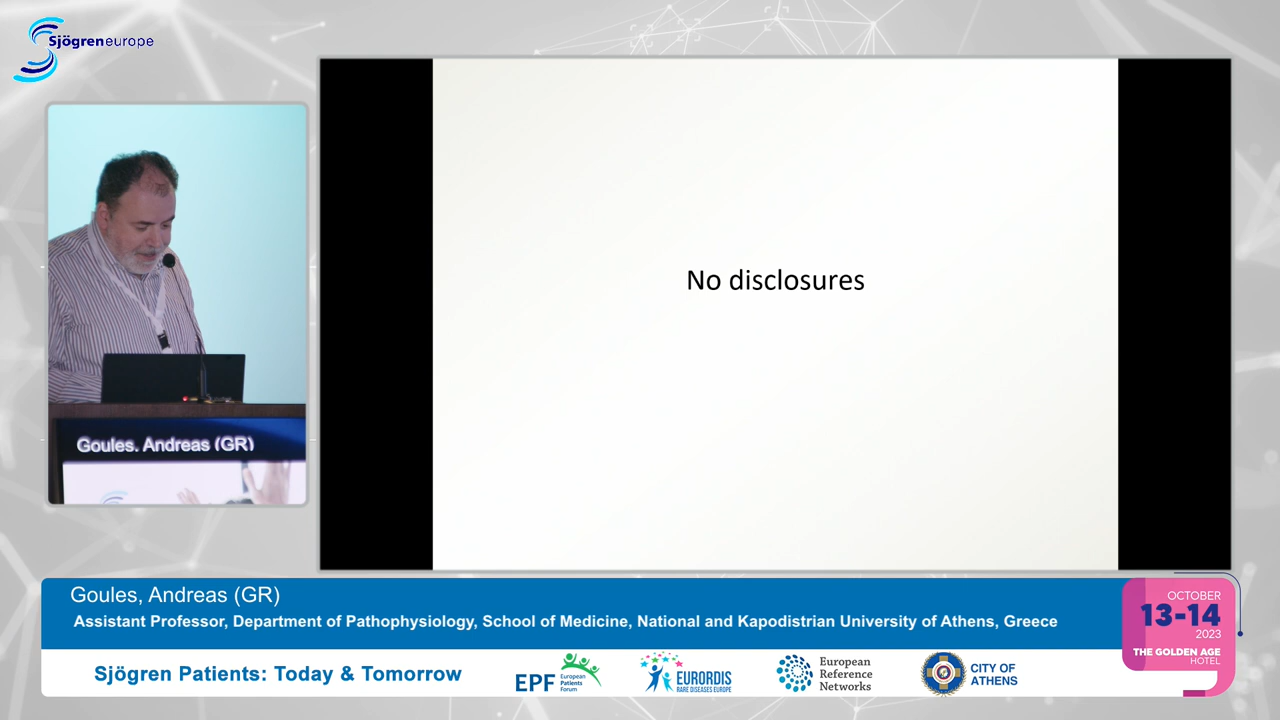 Sjögreneurope
No disclosures
Goules, Andreas (GR)
Goules, Andreas (GR)
Assistant Professor, Department of Pathophysiology, School of Medicine, National and Kapodistrian University of Athens, Greece
Sjögren Patients: Today & Tomorrow
EPF
European
Patients
Forum
EURORDIS
RARE DISEASES EUROPE
European
Reference
Networks
CITY OF
ATHENS
OCTOBER
13-14
2023
THE GOLDEN AGE
HOTEL